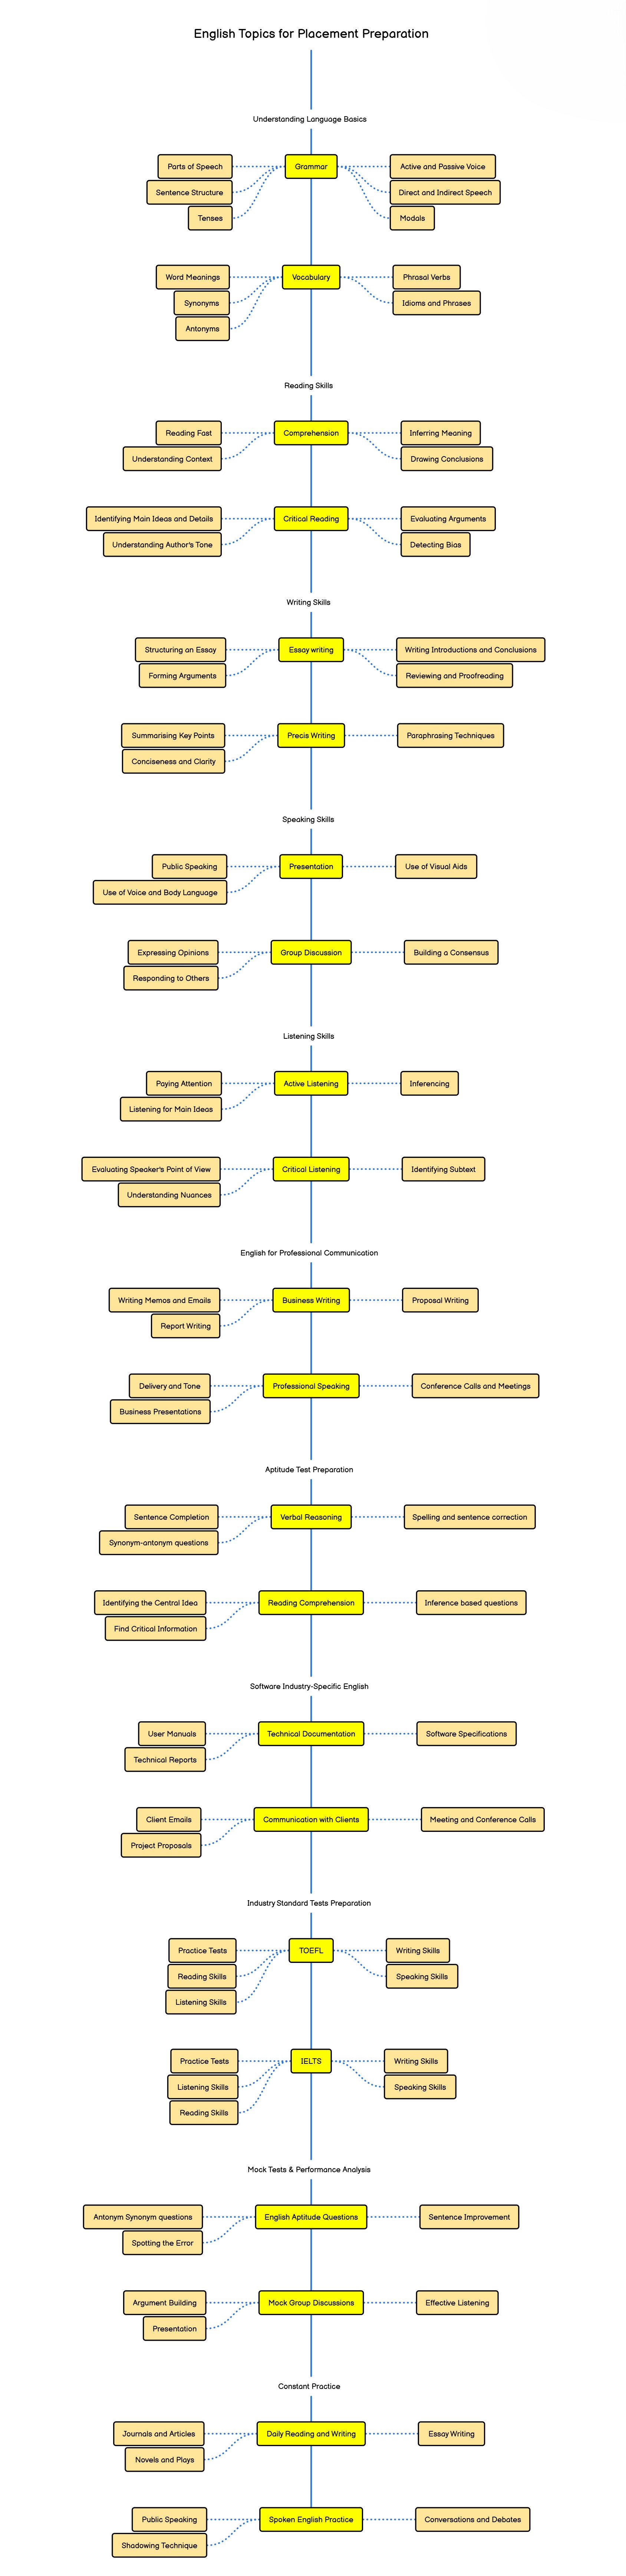 English Topics for Placement Preparation
Understanding Language Basics
Parts of Speech
Grammar
Active and Passive Voice
Sentence Structure
Direct and Indirect Speech
Tenses
Modals
Word Meanings
Vocabulary
Phrasal Verbs
Synonyms
Idioms and Phrases
Antonyms
Reading Skills
Reading Fast
Comprehension
Inferring Meaning
Understanding Context
Drawing Conclusions
Identifying Main Ideas and Details
Critical Reading
Evaluating Arguments
Understanding Author's Tone
Detecting Bias
Writing Skills
Structuring an Essay
Essay writing
Writing Introductions and Conclusions
Forming Arguments
Reviewing and Proofreading
Summarising Key Points
Precis Writing
Paraphrasing Techniques
Conciseness and Clarity
Speaking Skills
Public Speaking
Presentation
Use of Visual Aids
Use of Voice and Body Language
Expressing Opinions
Group Discussion
Building a Consensus
Responding to Others
Listening Skills
Paying Attention
Active Listening
Inferencing
Listening for Main Ideas
Evaluating Speaker's Point of View
Critical Listening
Identifying Subtext
Understanding Nuances
English for Professional Communication
Writing Memos and Emails
Business Writing
Proposal Writing
Report Writing
Delivery and Tone
Professional Speaking
Conference Calls and Meetings
Business Presentations
Aptitude Test Preparation
Sentence Completion
Verbal Reasoning
Spelling and sentence correction
Synonym-antonym questions
Identifying the Central Idea
Reading Comprehension
Inference based questions
Find Critical Information
Software Industry-Specific English
User Manuals
Technical Documentation
Software Specifications
Technical Reports
Client Emails
Communication with Clients
Meeting and Conference Calls
Project Proposals
Industry Standard Tests Preparation
Practice Tests
TOEFL
Writing Skills
Reading Skills
Speaking Skills
Listening Skills
Practice Tests
IELTS
Writing Skills
Listening Skills
Speaking Skills
Reading Skills
Mock Tests & Performance Analysis
Antonym Synonym questions
English Aptitude Questions
Sentence Improvement
Spotting the Error
Argument Building
Mock Group Discussions
Effective Listening
Presentation
Constant Practice
Journals and Articles
Daily Reading and Writing
Essay Writing
Novels and Plays
Public Speaking
Spoken English Practice
Conversations and Debates
Shadowing Technique